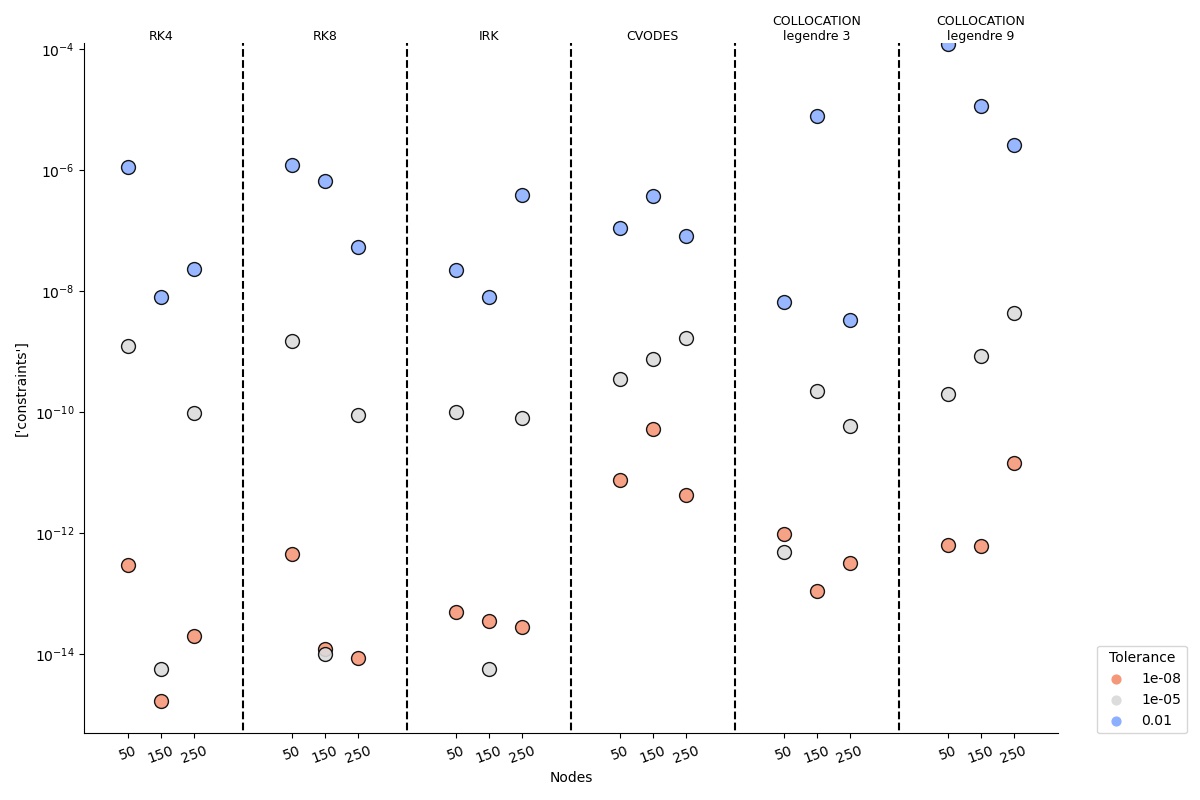 RK4
RK8
IRK
CVODES
COLLOCATION
legendre 3
COLLOCATION
legendre 9
10⁻⁴
10⁻⁶
10⁻⁸
10⁻¹⁰
10⁻¹²
10⁻¹⁴
['constraints']
50 150 250 50 150 250 50 150 250 50 150 250 50 150 250 50 150 250
Nodes
Tolerance
1e-08
1e-05
0.01